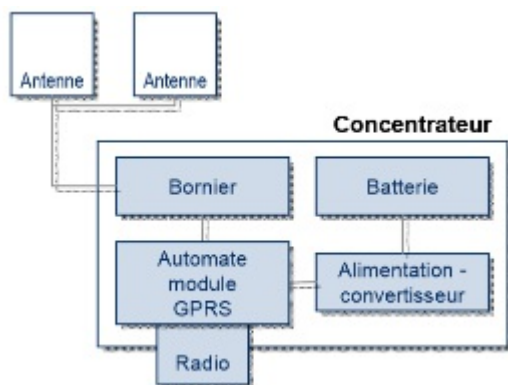 Antenne
Antenne
Concentrateur
Bornier
Batterie
Automate
module
GPRS
Alimentation -
convertisseur
Radio